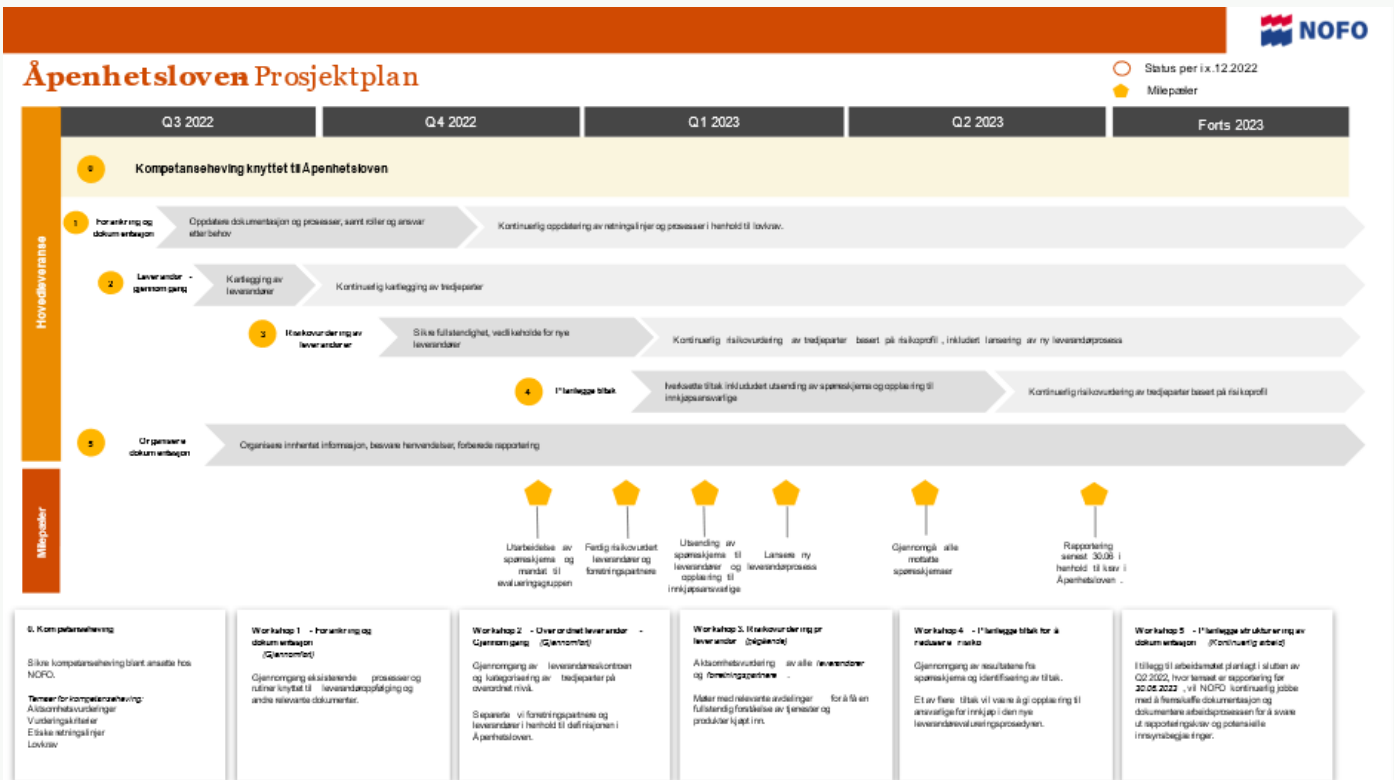 NOFO
Åpenhetsloven - Prosjektplan
Status per ix.12.2022
Milepæler
Q3 2022
Q4 2022
Q1 2023
Q2 2023
Forts 2023
Hovedleveranse
0
Kompetanseheving knyttet til Åpenhetsloven
1
Forankring og
dokumentasjon
Oppdatere dokumentasjon og prosesser, samt roller og ansvar
etter behov
Kontinuerlig oppdatering av retningslinjer og prosesser i henhold til lovkrav.
2
Leverandør -
gjennomgang
Kartlegging av
leverandører
Kontinuerlig kartlegging av tredjeparter
3
Risikovurdering av
leverandører
Sikre fullstendighet, vedlikeholde for nye
leverandører
Kontinuerlig risikovurdering av tredjeparter basert på risikoprofil , inkludert lansering av ny leverandørprosess
4
Planlegge tiltak
Iverksette tiltak inklududert utsending av spørreskjema og opplæring til
innkjøpsansvarlige
Kontinuerlig risikovurdering av tredjeparter basert på risikoprofil
5
Organisere
dokumentasjon
Organisere innhentet informasjon, besvare henvendelser, forberede rapportering
Milepæler
Utarbeidelse av
spørreskjema og
mandat til
evalueringsgruppen
Ferdig risikovurdert
leverandører og
forretningspartnere
Utsending av
spørreskjema til
leverandører og
opplæring til
innkjøpsansvarlige
Lansere ny
leverandørprosess
Gjennomgå alle
mottatte
spørreskjemaer
Rapportering
senest 30.06 i
henhold til krav i
Åpenhetsloven .
0. Kompetanseheving
Sikre kompetanseheving blant ansatte hos
NOFO.
Temaer for kompetanseheving:
Aktsomhetsvurderinger
Vurderingskriterier
Etiske retningslinjer
Lovkrav
Workshop 1 - Forankring og
dokumentasjon
(Gjennomført)
Gjennomgang eksisterende prosesser og
rutiner knyttet til leverandøroppfølging og
andre relevante dokumenter.
Workshop 2 - Overordnet leverandør -
Gjennomgang (Gjennomført)
Gjennomgang av leverandørreskontroen
og kategorisering av tredjeparter på
overordnet nivå.
Separerte vi forretningspartnere og
leverandører i henhold til definisjonen i
Åpenhetsloven.
Workshop 3. Risikovurdering pr
leverandør (pågående)
Aktsomhetsvurdering av alle leverandører
og forretningspartnere .
Møter med relevante avdelinger for å få en
fullstendig forståelse av tjenester og
produkter kjøpt inn.
Workshop 4 - Planlegge tiltak for å
redusere risiko
Gjennomgang av resultatene fra
spørreskjema og identifisering av tiltak.
Et av flere tiltak vil være å gi opplæring til
ansvarlige for innkjøp i den nye
leverandørevalueringsprosedyren.
Workshop 5 - Planlegge strukturering av
dokumentasjon (Kontinuerlig arbeid)
I tillegg til arbeidsmøtet planlagt i slutten av
Q2 2022, hvor temaet er rapportering før
30.06.2023 , vil NOFO kontinuerlig jobbe
med å fremskaffe dokumentasjon og
dokumentere arbeidsprosessen for å svare
ut rapporteringskrav og potensielle
innsynsbegjæringer.